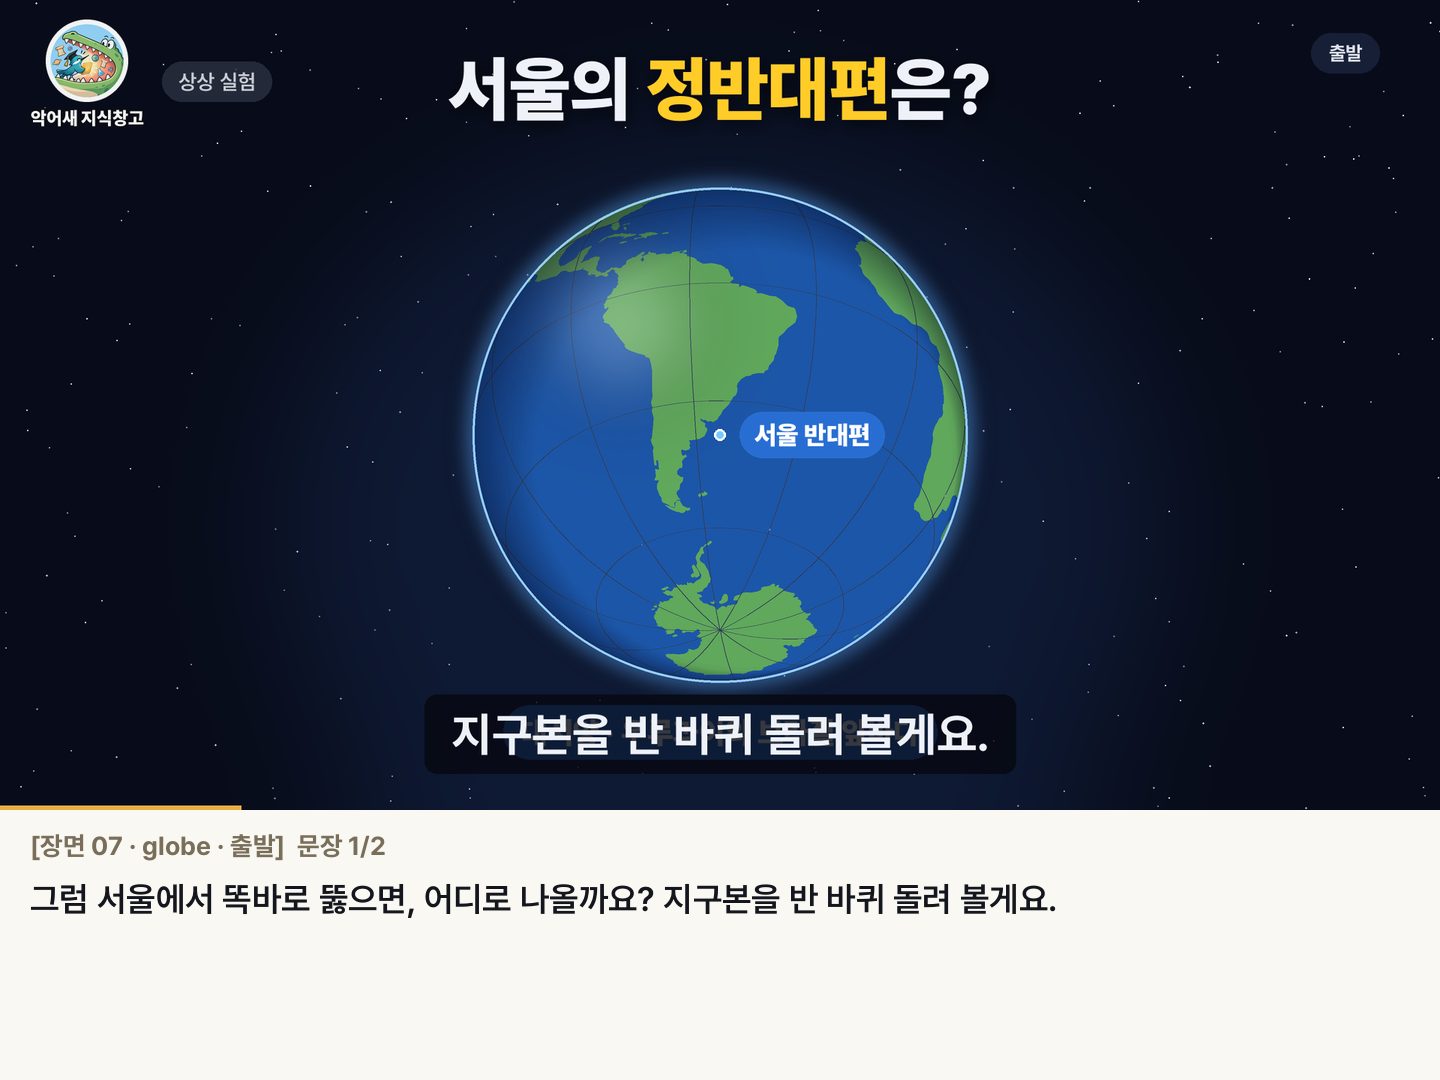 악어새 지식창고
상상 실험
서울의 정반대편은?
출발
서울 반대편
지구본을 반 바퀴 돌려 볼게요.
[장면 07 · globe · 출발] 문장 1/2
그럼 서울에서 똑바로 뚫으면, 어디로 나올까요? 지구본을 반 바퀴 돌려 볼게요.